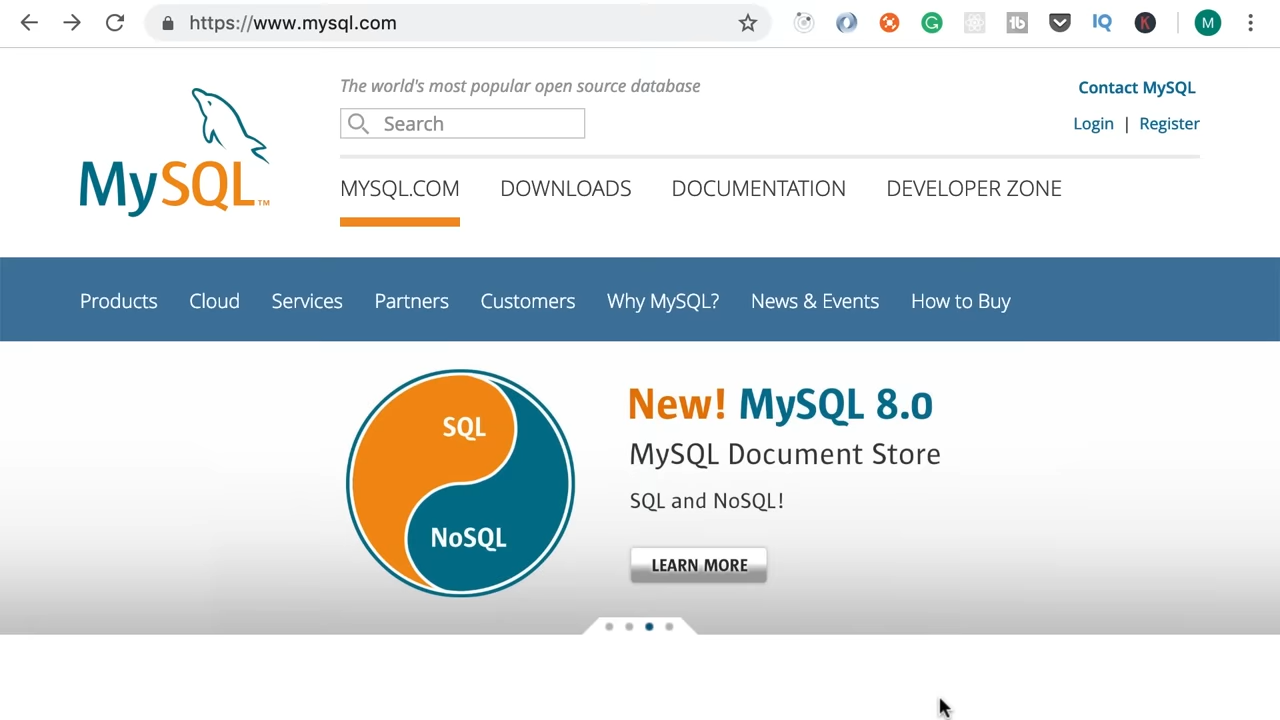 https://www.mysql.com
IQ
K
M
The world's most popular open source database
Contact MySQL
Search
Login | Register
MySQL™
MYSQL.COM DOWNLOADS DOCUMENTATION DEVELOPER ZONE
Products Cloud Services Partners Customers Why MySQL? News & Events How to Buy
SQL
NoSQL
New! MySQL 8.0
MySQL Document Store
SQL and NoSQL!
LEARN MORE